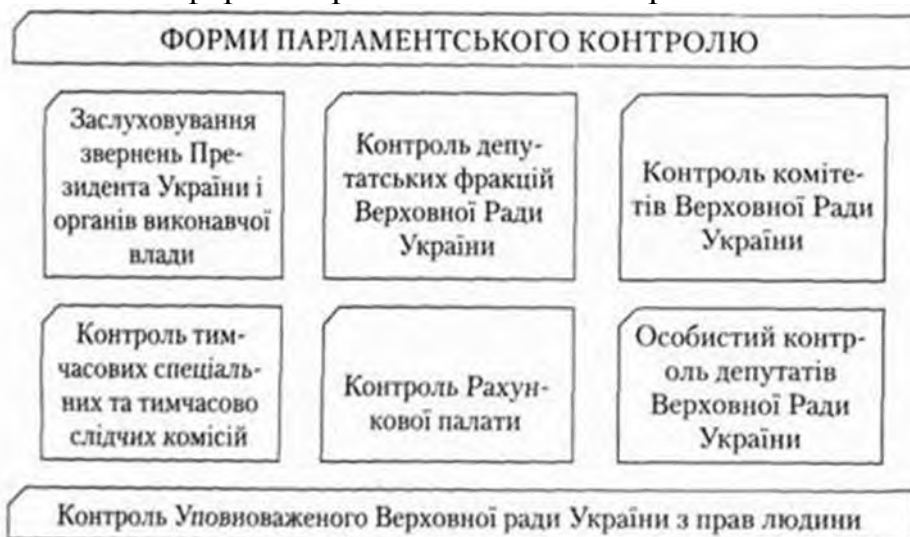 ФОРМИ ПАРЛАМЕНТСЬКОГО КОНТРОЛЮ
Заслуховування
звернень Пре-
зидента України і
органів виконавчої
влади
Контроль депу-
татських фракцій
Верховної Ради
України
Контроль коміте-
тів Верховної Ради
України
Контроль тим-
часових спеціаль-
них та тимчасово
слідчих комісій
Контроль Рахун-
кової палати
Особистий контр-
оль депутатів
Верховної Ради
України
Контроль Уповноваженого Верховної ради України з прав людини